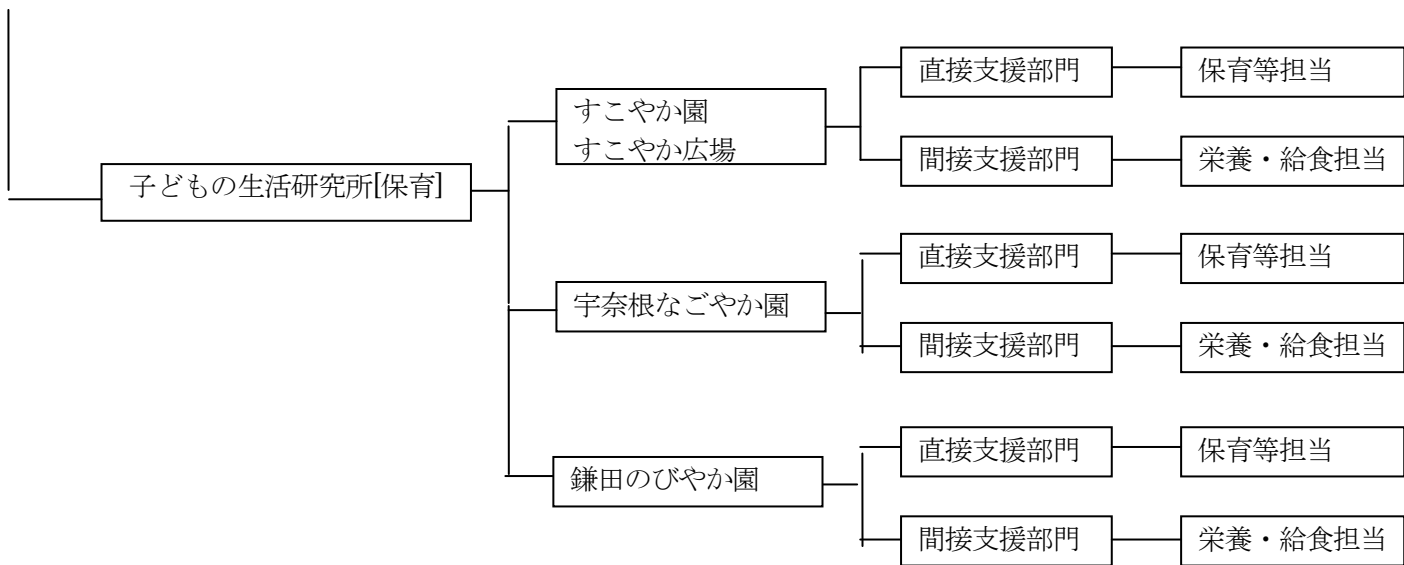 直接支援部門
保育等担当
すこやか園
すこやか広場
間接支援部門
栄養・給食担当
子どもの生活研究所[保育]
直接支援部門
保育等担当
宇奈根なごやか園
間接支援部門
栄養・給食担当
直接支援部門
保育等担当
鎌田のびやか園
間接支援部門
栄養・給食担当